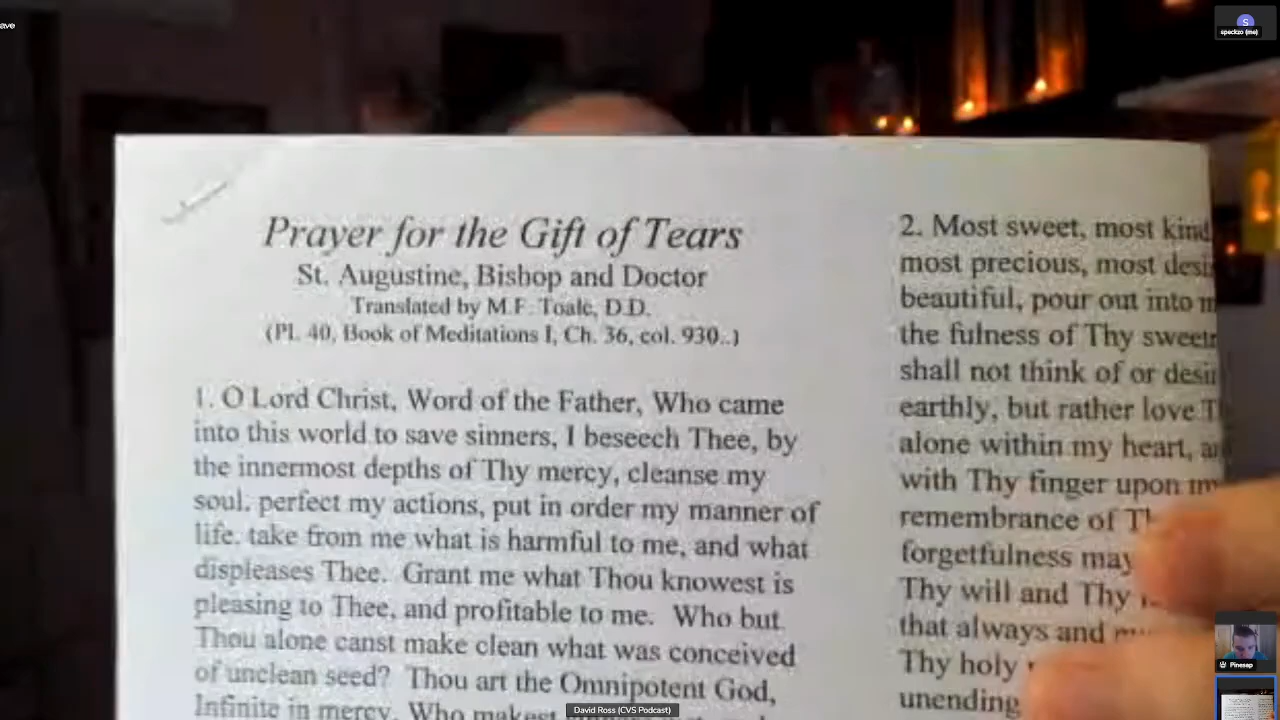 ave
speckzo (me)
S
Prayer for the Gift of Tears
St. Augustine, Bishop and Doctor
Translated by M.F. Toale, D.D.
(PL 40, Book of Meditations I, Ch. 36, col. 930..)
1. O Lord Christ, Word of the Father, Who came
into this world to save sinners, I beseech Thee, by
the innermost depths of Thy mercy, cleanse my
soul, perfect my actions, put in order my manner of
life, take from me what is harmful to me, and what
displeases Thee. Grant me what Thou knowest is
pleasing to Thee, and profitable to me. Who but
Thou alone canst make clean what was conceived
of unclean seed? Thou art the Omnipotent God,
Infinite in mercy, Who makes
2. Most sweet, most kind
most precious, most
beautiful, pour out into
the fulness of Thy
shall not think of or
earthly, but rather love
alone within my heart,
with Thy finger upon
remembrance of
forgetfulness may
Thy will and Thy
that always and
Thy holy
unending
Pinesap
David Ross (CVS Podcast)